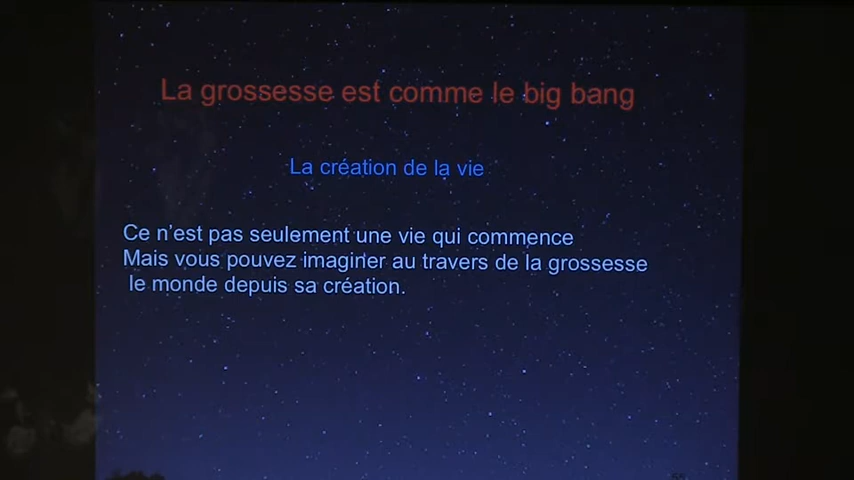 La grossesse est comme le big bang
La création de la vie
Ce n'est pas seulement une vie qui commence
Mais vous pouvez imaginer au travers de la grossesse
le monde depuis sa création.
55